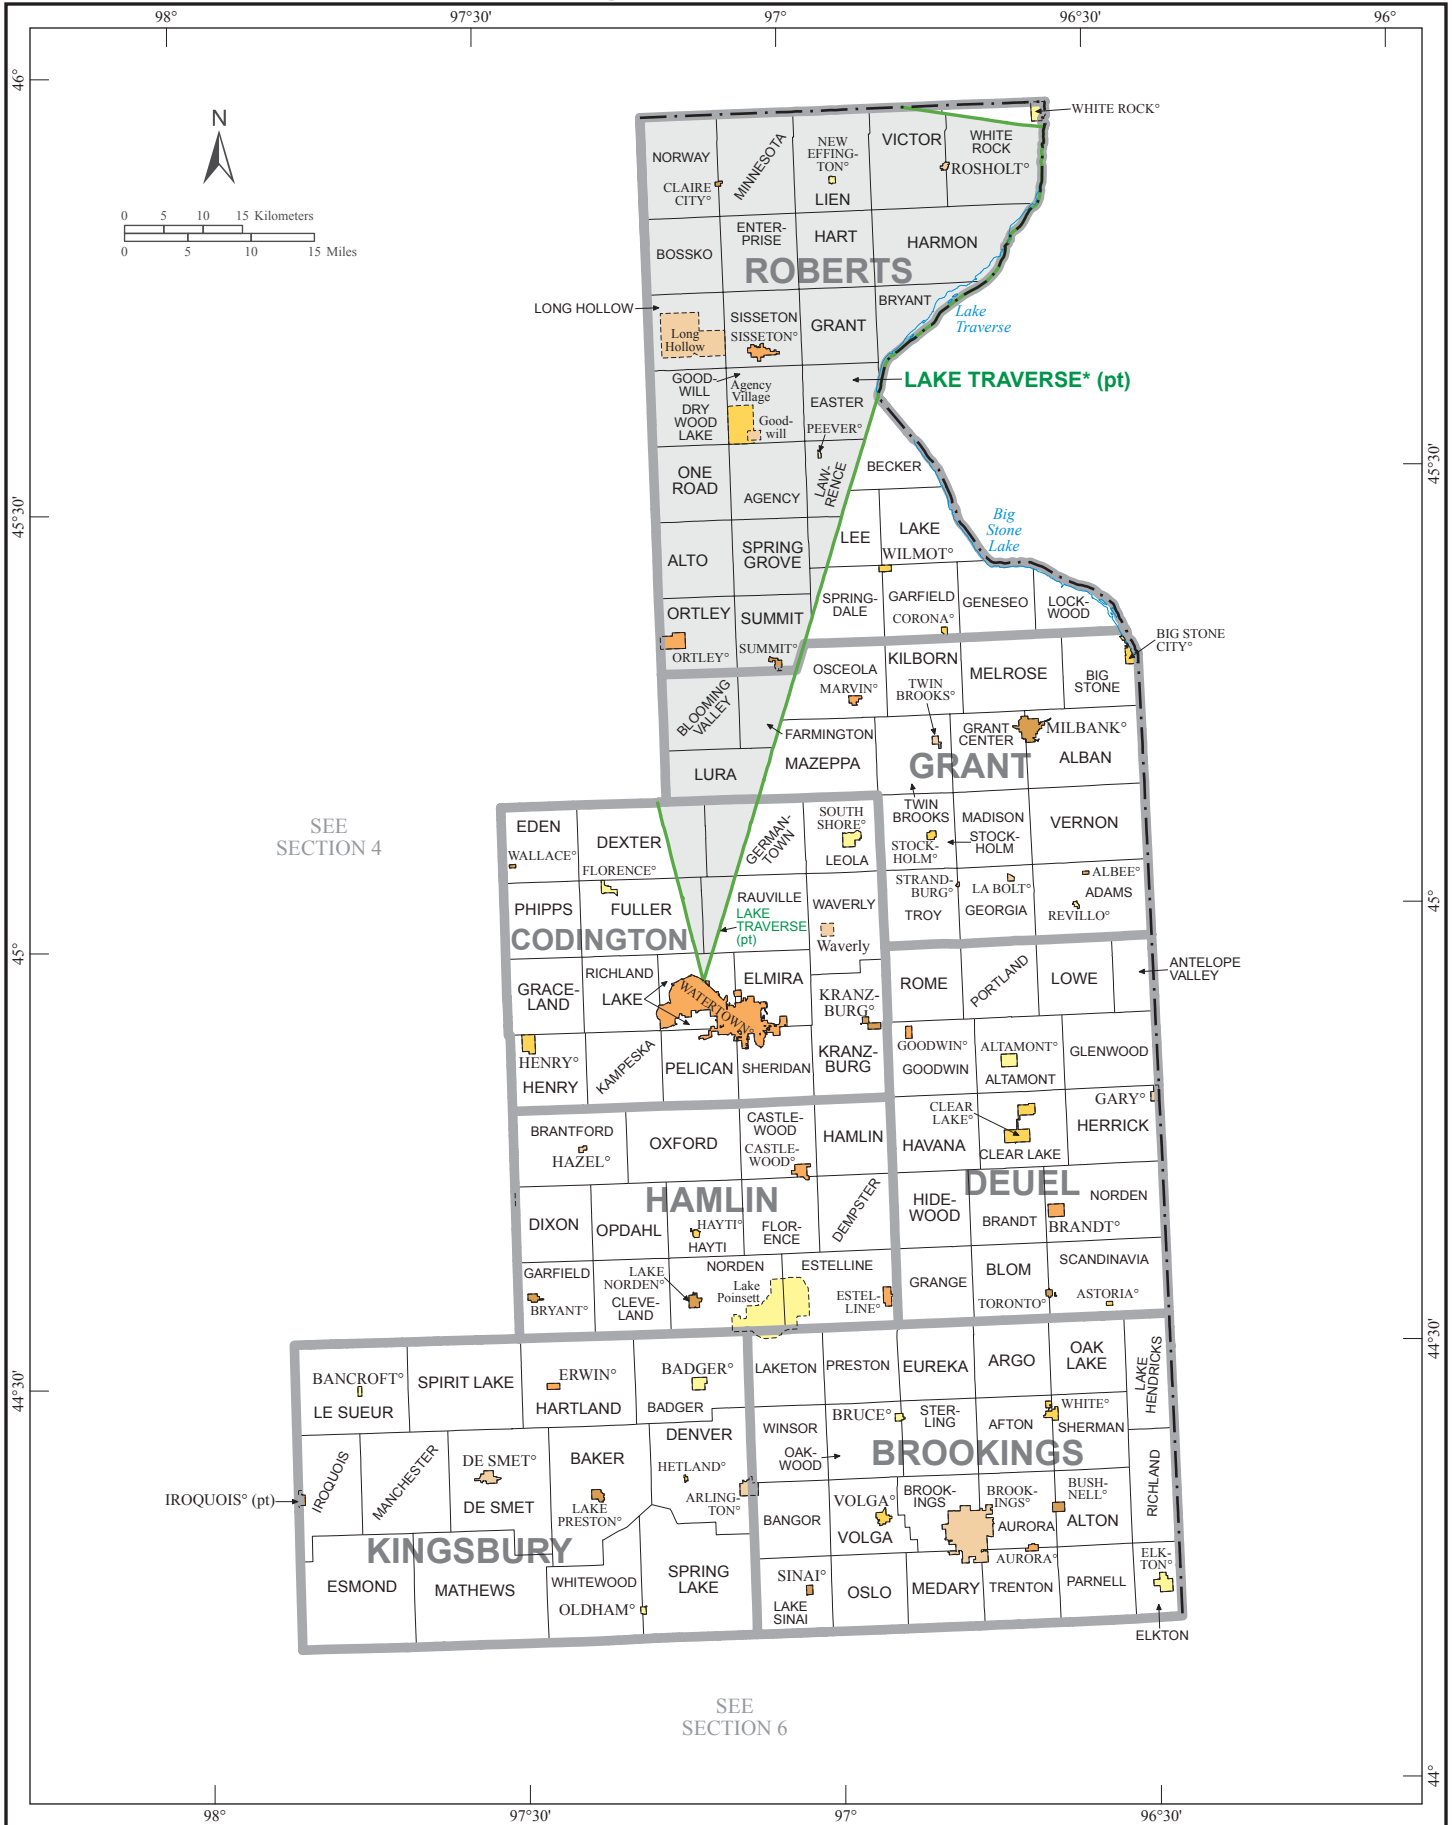 98°
97°30'
97°
96°30'
96°
46°
N
0 5 10 15 Kilometers
0 5 10 15 Miles
WHITE ROCK°
NORWAY
MINNESOTA
NEW
EFFING-
TON°
VICTOR
WHITE
ROCK
ROSHOLT°
CLAIRE
CITY°
LIEN
BOSSKO
ENTER-
PRISE
HART
HARMON
ROBERTS
LONG HOLLOW
BRYANT
Lake
Traverse
Long
Hollow
SISSETON
SISSETON°
GRANT
GOOD-
WILL
Agency
Village
LAKE TRAVERSE* (pt)
DRY
WOOD
LAKE
Good-
will
EASTER
PEEVER°
ONE
ROAD
AGENCY
LAW-
RENCE
BECKER
45°30'
45°30'
ALTO
SPRING
GROVE
LEE
LAKE
WILMOT°
Big
Stone
Lake
ORTLEY
ORTLEY°
SUMMIT
SUMMIT°
SPRING-
DALE
GARFIELD
CORONA°
GENESEO
LOCK-
WOOD
BIG STONE
CITY°
BLOOMING
VALLEY
OSCEOLA
MARVIN°
KILBORN
TWIN
BROOKS°
MELROSE
BIG
STONE
FARMINGTON
MAZEPPA
GRANT
CENTER
MILBANK°
ALBAN
LURA
GRANT
SEE
SECTION 4
EDEN
WALLACE°
DEXTER
FLORENCE°
GERMAN-
TOWN
SOUTH
SHORE°
LEOLA
TWIN
BROOKS
STOCK-
HOLM°
MADISON
STOCK-
HOLM
VERNON
PHIPPS
FULLER
RAUVILLE
LAKE
TRAVERSE
(pt)
WAVERLY
Waverly
STRAND-
BURG°
TROY
LA BOLT°
GEORGIA
ALBEE°
ADAMS
REVILLO°
45°
45°
CODINGTON
GRACE-
LAND
RICHLAND
LAKE
WATERTOWN°
ELMIRA
KRANZ-
BURG°
ROME
PORTLAND
LOWE
ANTELOPE
VALLEY
HENRY°
HENRY
KAMPESKA
PELICAN
SHERIDAN
KRANZ-
BURG
GOODWIN°
GOODWIN
ALTAMONT°
ALTAMONT
GLENWOOD
BRANTFORD
HAZEL°
OXFORD
CASTLE-
WOOD
CASTLE-
WOOD°
HAMLIN
HAVANA
CLEAR
LAKE°
CLEAR LAKE
GARY°
HERRICK
HAMLIN
DEUEL
DIXON
OPDAHL
HAYTI°
HAYTI
FLOR-
ENCE
DEMPSTER
HIDE-
WOOD
BRANDT
NORDEN
BRANDT°
GARFIELD
BRYANT°
LAKE
NORDEN°
CLEVE-
LAND
NORDEN
Lake
Poinsett
ESTELLINE
ESTEL-
LINE°
GRANGE
BLOM
TORONTO°
SCANDINAVIA
ASTORIA°
44°30'
44°30'
BANCROFT°
LE SUEUR
SPIRIT LAKE
ERWIN°
HARTLAND
BADGER°
BADGER
LAKETON
PRESTON
EUREKA
ARGO
OAK
LAKE
LAKE
HENDRICKS
DENVER
WINSOR
OAK-
WOOD
BRUCE°
STER-
LING
AFTON
WHITE°
SHERMAN
BROOKINGS
IROQUOIS° (pt)
IROQUOIS
MANCHESTER
DE SMET°
DE SMET
BAKER
LAKE
PRESTON°
HETLAND°
ARLING-
TON°
BANGOR
VOLGA°
VOLGA
BROOK-
INGS
BROOK-
INGS°
AURORA
AURORA°
BUSH-
NELL°
ALTON
RICHLAND
KINGSBURY
ESMOND
MATHEWS
WHITEWOOD
OLDHAM°
SPRING
LAKE
SINAI°
LAKE
SINAI
OSLO
MEDARY
TRENTON
PARNELL
ELK-
TON°
ELKTON
SEE
SECTION 6
44°
98°
97°30'
97°
96°30'